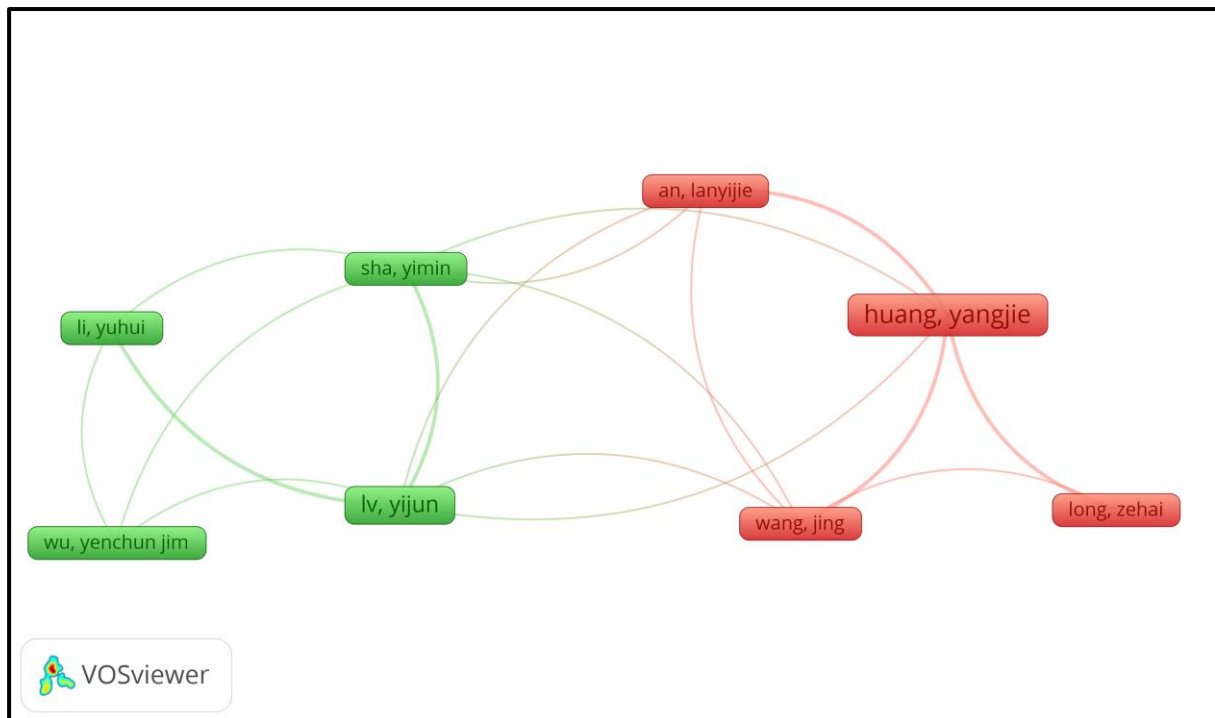 an, lanyijie
sha, yimin
huang, yangjie
li, yuhui
lv, yijun
long, zehai
wang, jing
wu, yenchun jim
VOSviewer